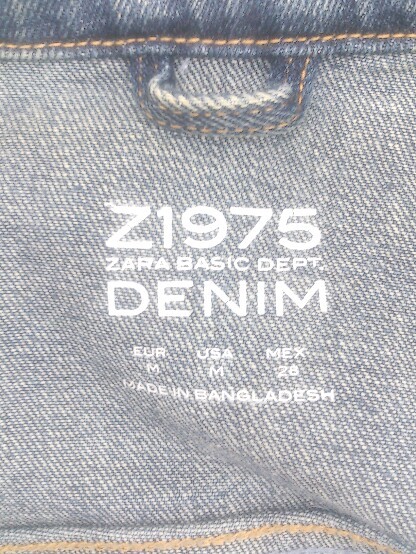 Z1975
ZARA BASIC DEPT.
DENIM
EUR USA MEX
M M 28
MADE IN BANGLADESH